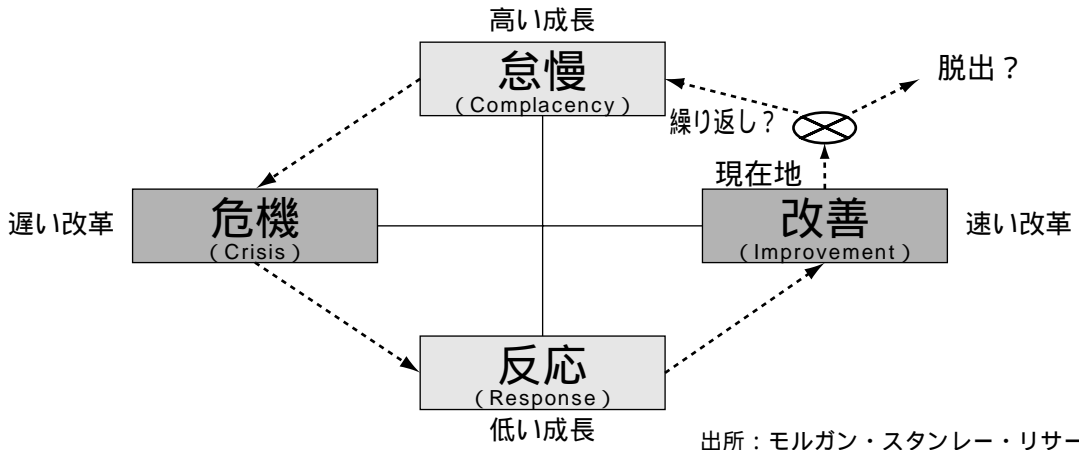 高い成長
怠慢
（Complacency）
脱出？
繰り返し？
現在地
遅い改革
危機
（Crisis）
改善
（Improvement）
速い改革
反応
（Response）
低い成長
出所：モルガン・スタンレー・リサー